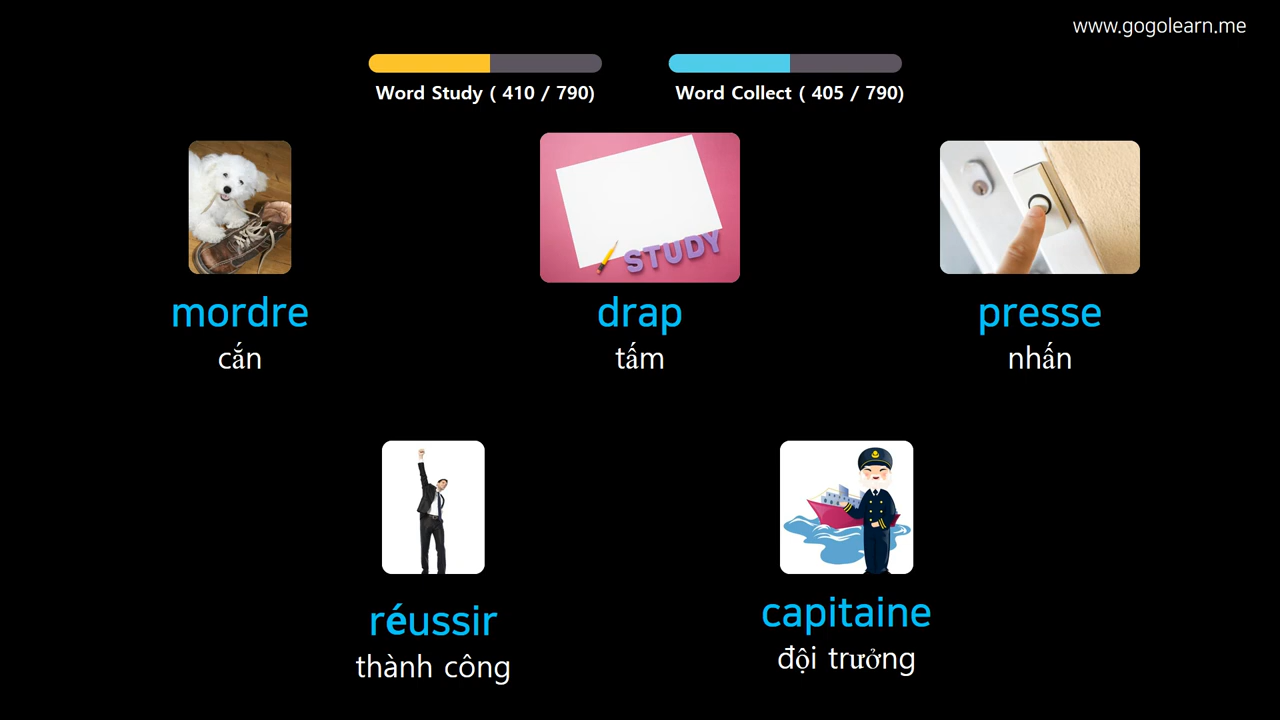 www.gogolearn.me
Word Study ( 410 / 790)
Word Collect ( 405 / 790)
STUDY
mordre
drap
presse
cắn
tấm
nhấn
réussir
capitaine
thành công
đội trưởng